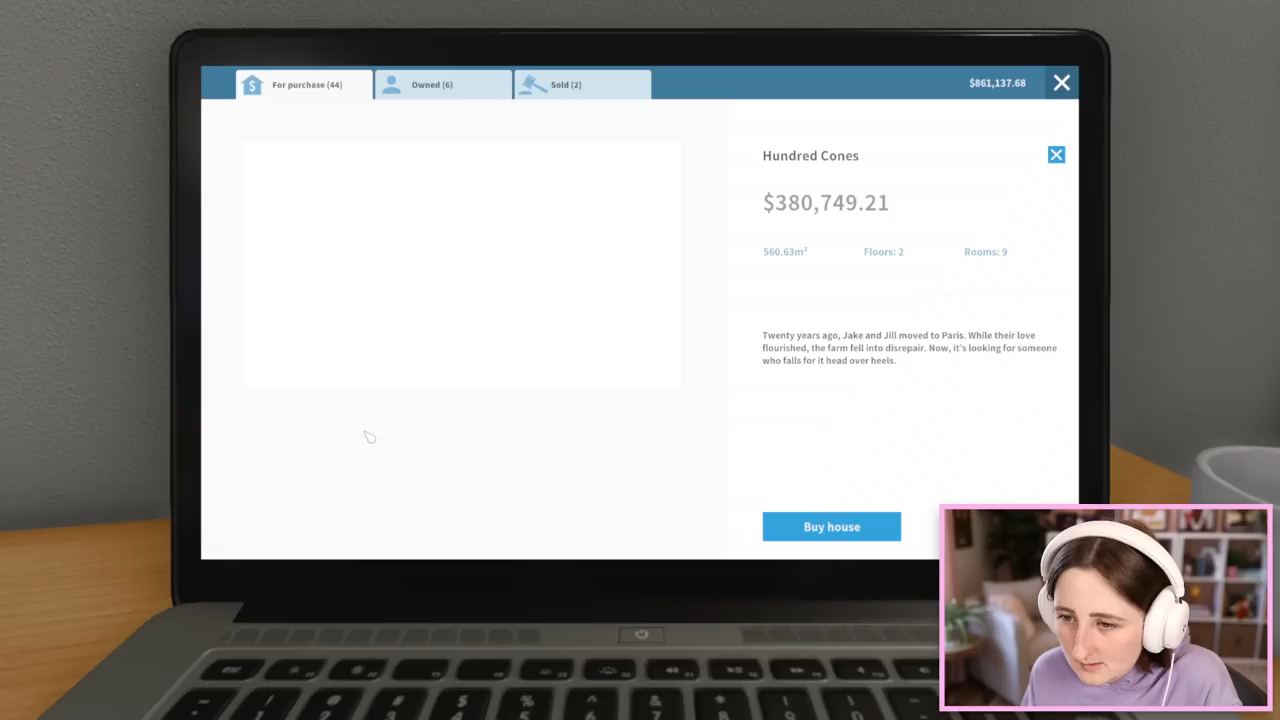 For purchase (44)
Owned (6)
Sold (2)
$861,137.68
Hundred Cones
$380,749.21
560.63m²
Floors: 2
Rooms: 9
Twenty years ago, Jake and Jill moved to Paris. While their love
flourished, the farm fell into disrepair. Now, it's looking for someone
who falls for it head over heels.
Buy house